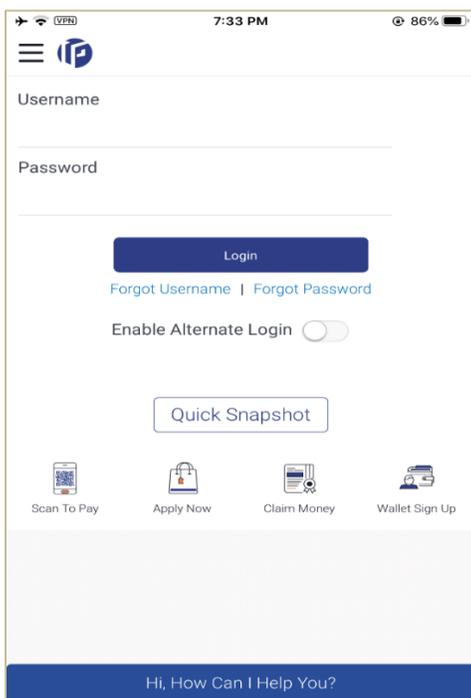 VPN 7:33 PM 86%
Username
Password
Login
Forgot Username | Forgot Password
Enable Alternate Login
Quick Snapshot
Scan To Pay Apply Now Claim Money Wallet Sign Up
Hi, How Can I Help You?